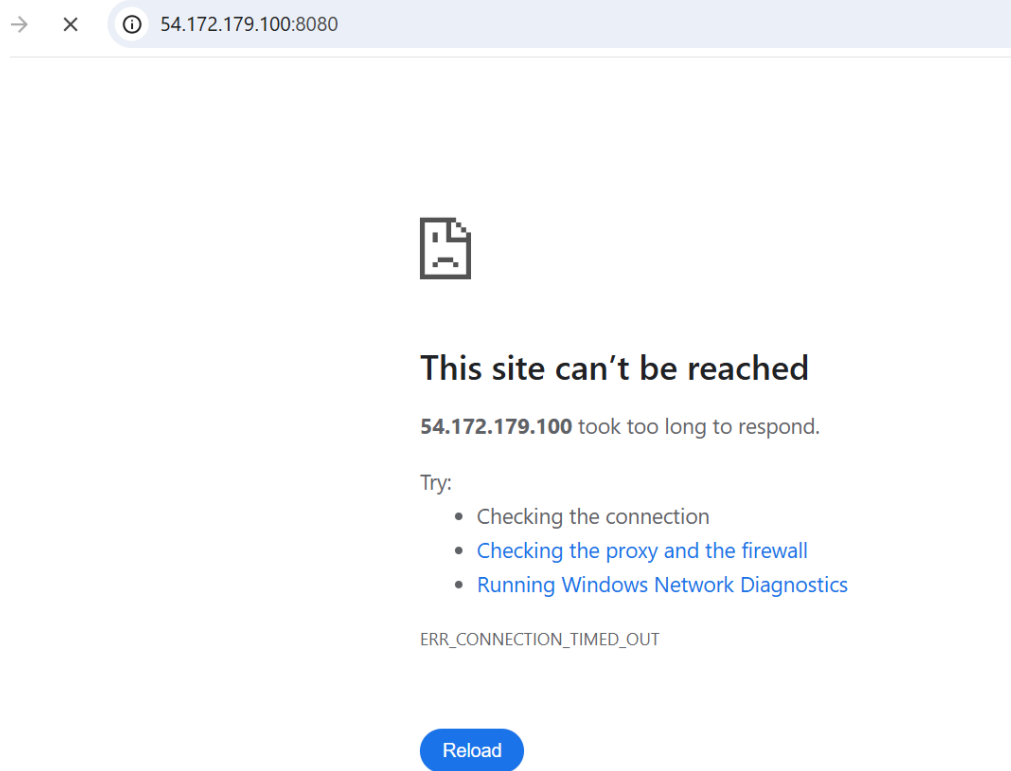 54.172.179.100:8080
This site can’t be reached
54.172.179.100 took too long to respond.
Try:
Checking the connection
Checking the proxy and the firewall
Running Windows Network Diagnostics
ERR_CONNECTION_TIMED_OUT
Reload